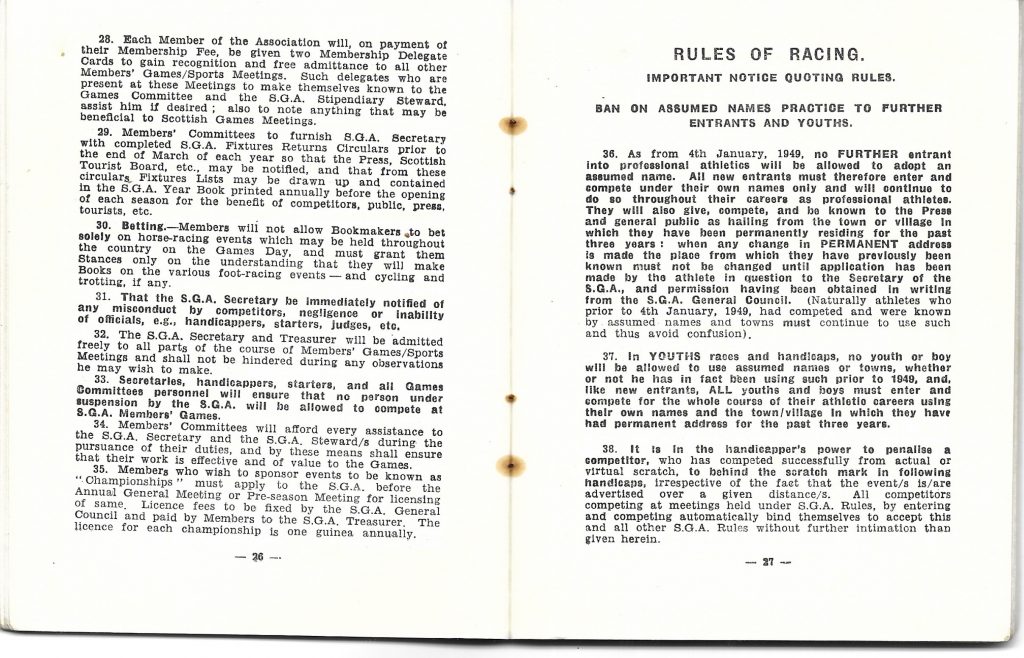 28. Each Member of the Association will, on payment of
their Membership Fee, be given two Membership Delegate
Cards to gain recognition and free admittance to all other
Members' Games/Sports Meetings. Such delegates who are
present at these Meetings to make themselves known to the
Games Committee and the S.G.A. Stipendiary Steward,
assist him if desired ; also to note anything that may be
beneficial to Scottish Games Meetings.
29. Members' Committees to furnish S.G.A. Secretary
with completed S.G.A. Fixtures Returns Circulars prior to
the end of March of each year so that the Press, Scottish
Tourist Board, etc., may be notified, and that from these
circulars Fixtures Lists may be drawn up and contained
in the S.G.A. Year Book printed annually before the opening
of each season for the benefit of competitors, public, press,
tourists, etc.
30. Betting.—Members will not allow Bookmakers to bet
solely on horse-racing events which may be held throughout
the country on the Games Day, and must grant them
Stances only on the understanding that they will make
Books on the various foot-racing events — and cycling and
trotting, if any.
31. That the S.G.A. Secretary be immediately notified of
any misconduct by competitors, negligence or inability
of officials, e.g., handicappers, starters, judges, etc.
32. The S.G.A. Secretary and Treasurer will be admitted
freely to all parts of the course of Members' Games/Sports
Meetings and shall not be hindered during any observations
he may wish to make.
33. Secretaries, handicappers, starters, and all Games
Committees personnel will ensure that no person under
suspension by the S.G.A. will be allowed to compete at
S.G.A. Members' Games.
34. Members' Committees will afford every assistance to
the S.G.A. Secretary and the S.G.A. Steward/s during the
pursuance of their duties, and by these means shall ensure
that their work is effective and of value to the Games.
35. Members who wish to sponsor events to be known as
"Championships" must apply to the S.G.A. before the
Annual General Meeting or Pre-season Meeting for licensing
of same. Licence fees to be fixed by the S.G.A. General
Council and paid by Members to the S.G.A. Treasurer. The
licence for each championship is one guinea annually.
— 26 —
RULES OF RACING.
IMPORTANT NOTICE QUOTING RULES.
BAN ON ASSUMED NAMES PRACTICE TO FURTHER
ENTRANTS AND YOUTHS.
36. As from 4th January, 1949, no FURTHER entrant
into professional athletics will be allowed to adopt an
assumed name. All new entrants must therefore enter and
compete under their own names only and will continue to
do so throughout their careers as professional athletes.
They will also give, compete, and be known to the Press
and general public as hailing from the town or village in
which they have been permanently residing for the past
three years : when any change in PERMANENT address
is made the place from which they have previously been
known must not be changed until application has been
made by the athlete in question to the Secretary of the
S.G.A., and permission having been obtained in writing
from the S.G.A. General Council. (Naturally athletes who
prior to 4th January, 1949, had competed and were known
by assumed names and towns must continue to use such
and thus avoid confusion).
37. In YOUTHS races and handicaps, no youth or boy
will be allowed to use assumed names or towns, whether
or not he has in fact been using such prior to 1949, and,
like new entrants, ALL youths and boys must enter and
compete for the whole course of their athletic careers using
their own names and the town/village in which they have
had permanent address for the past three years.
38. It is in the handicapper's power to penalise a
competitor, who has competed successfully from actual or
virtual scratch, to behind the scratch mark in following
handicaps, irrespective of the fact that the event/s is/are
advertised over a given distance/s. All competitors
competing at meetings held under S.G.A. Rules, by entering
and competing automatically bind themselves to accept this
and all other S.G.A. Rules without further intimation than
given herein.
— 27 —